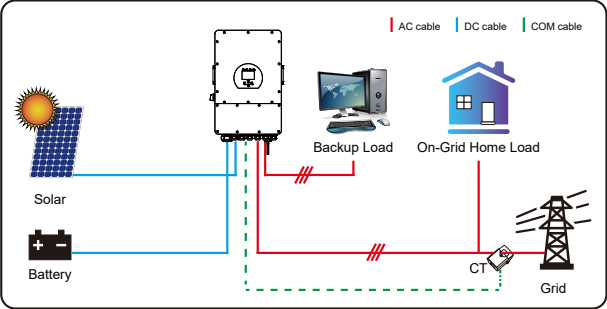 AC cable
DC cable
COM cable
Backup Load
On-Grid Home Load
Solar
Battery
CT
Grid